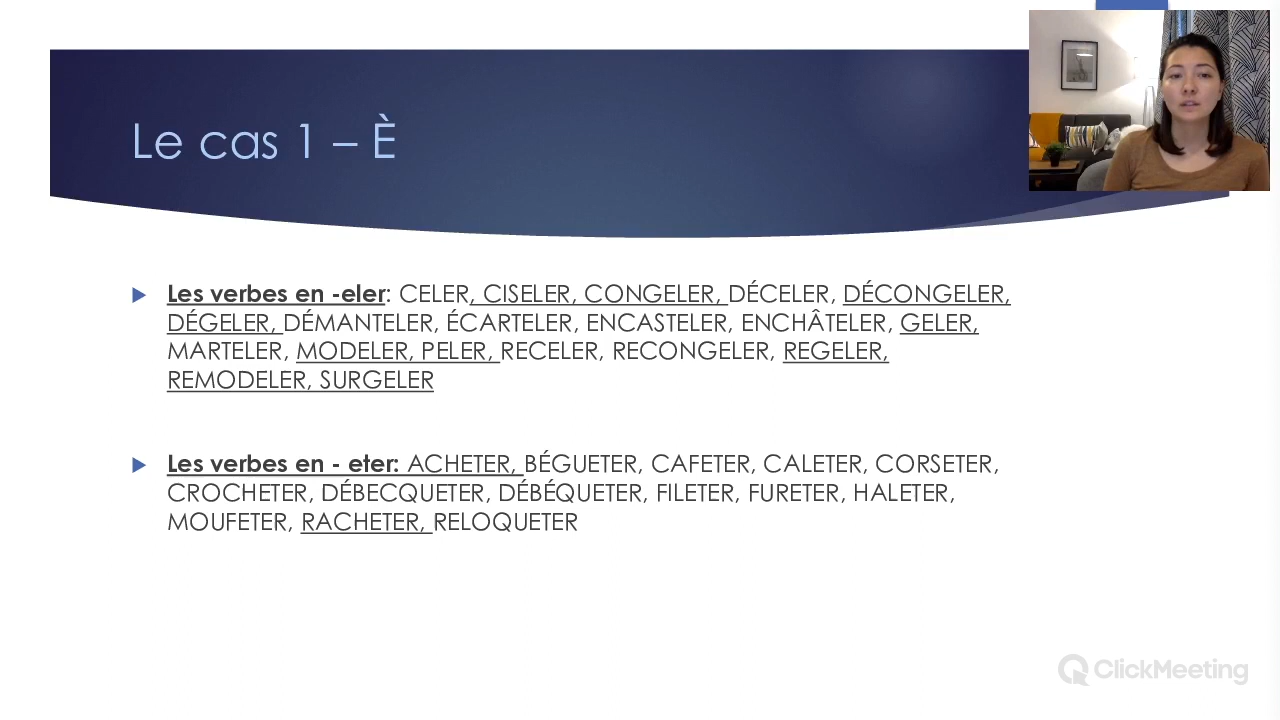 Le cas 1 – È
Les verbes en -eler: CELER, CISELER, CONGELER, DÉCELER, DÉCONGELER,
DÉGELER, DÉMANTELER, ÉCARTELER, ENCASTELER, ENCHÂTELER, GELER,
MARTELER, MODELER, PELER, RECELER, RECONGELER, REGELER,
REMODELER, SURGELER
Les verbes en - eter: ACHETER, BÉGUETER, CAFETER, CALETER, CORSETER,
CROCHETER, DÉBECQUETER, DÉBÉQUETER, FILETER, FURETER, HALETER,
MOUFETER, RACHETER, RELOQUETER
ClickMeeting